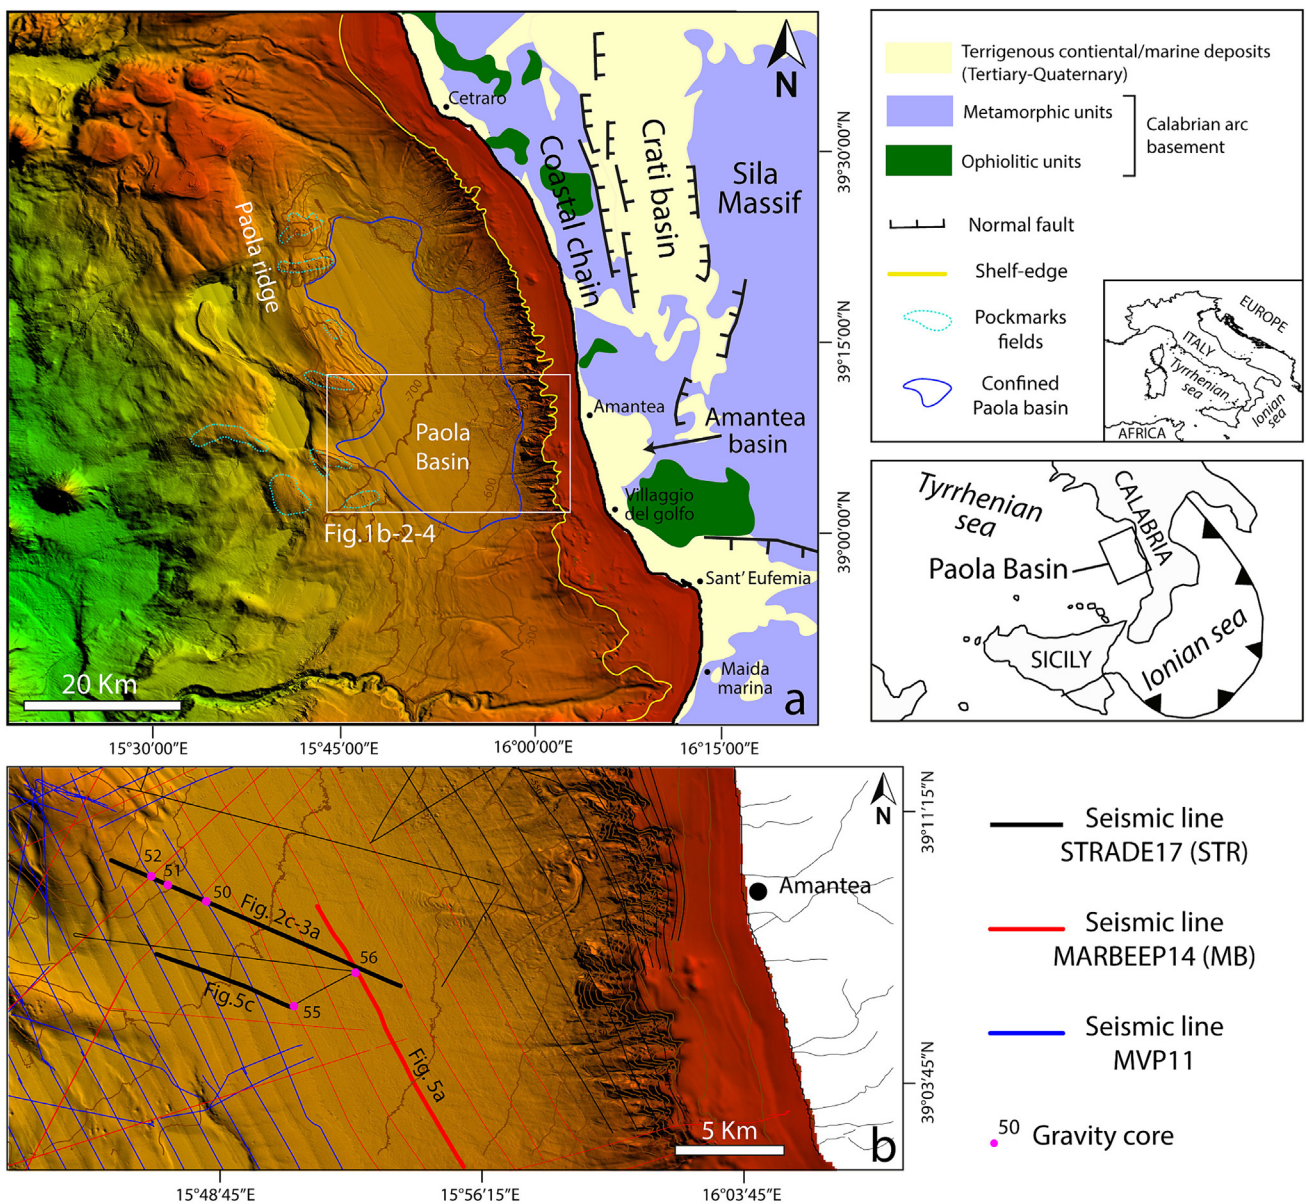 N
Cetraro
Coastal chain
Crati basin
Sila
Massif
Paola ridge
-700
Paola
Basin
-600
Fig.1b-2-4
Amantea
Amantea
basin
Villaggio
del golfo
Sant' Eufemia
Maida
marina
20 Km
a
39°30'00"N
39°15'00"N
39°00'00"N
15°30'00"E
15°45'00"E
16°00'00"E
16°15'00"E
Terrigenous contiental/marine deposits
(Tertiary-Quaternary)
Metamorphic units
Ophiolitic units
Calabrian arc
basement
Normal fault
Shelf-edge
Pockmarks
fields
Confined
Paola basin
EUROPE
ITALY
Tyrrhenian
sea
Ionian
sea
AFRICA
Tyrrhenian
sea
CALABRIA
Paola Basin
SICILY
Ionian sea
N
52
51
50
Fig. 2c-3a
56
Fig.5c
55
Fig. 5a
Amantea
5 Km
b
39°11'15"N
39°03'45"N
15°48'45"E
15°56'15"E
16°03'45"E
Seismic line
STRADE17 (STR)
Seismic line
MARBEEP14 (MB)
Seismic line
MVP11
50 Gravity core